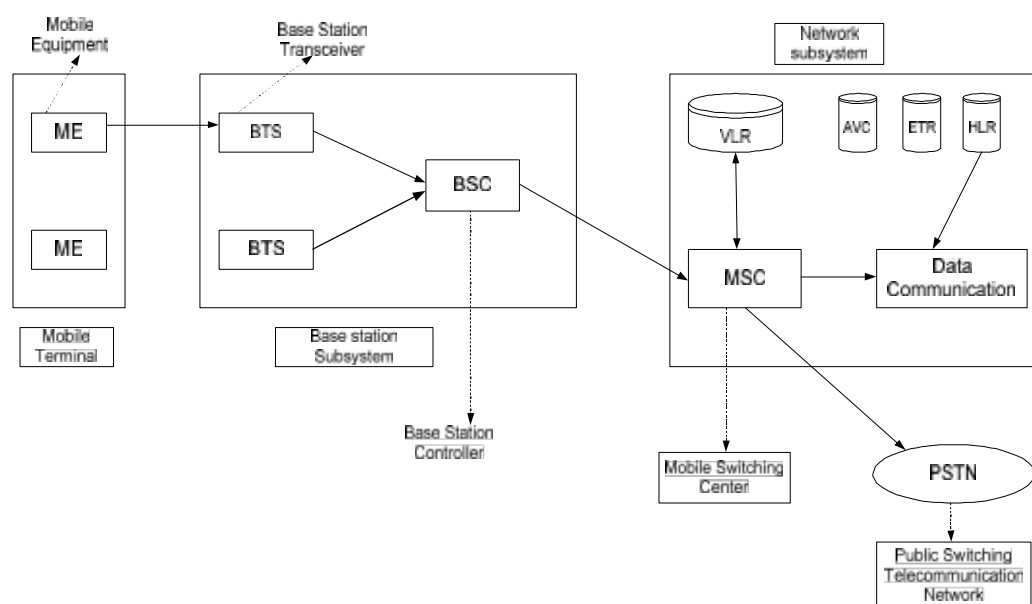 Mobile
Equipment
Base Station
Transceiver
Network
subsystem
ME
BTS
VLR
AVC
ETR
HLR
BSC
ME
BTS
MSC
Data
Communication
Mobile
Terminal
Base station
Subsystem
Base Station
Controller
Mobile Switching
Center
PSTN
Public Switching
Telecommunication
Network